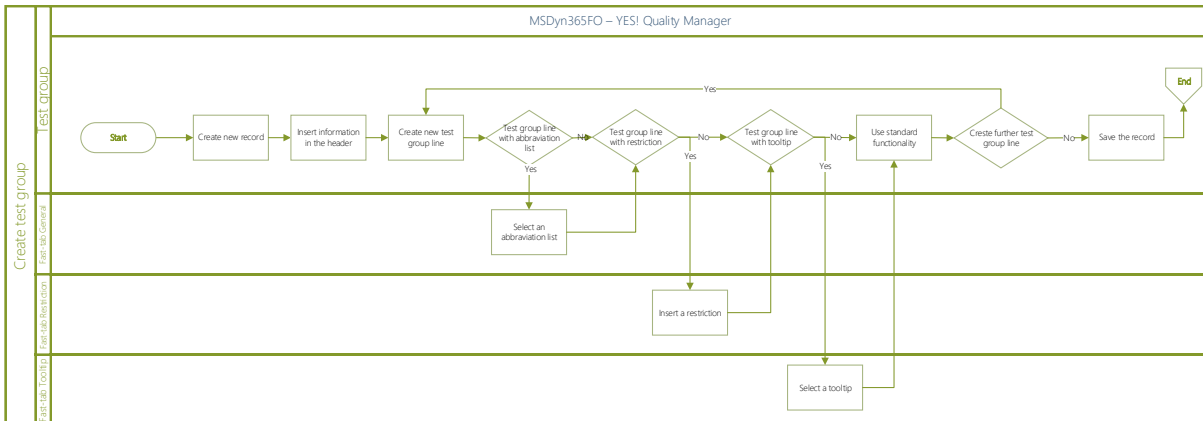 MSDyn365FO – YES! Quality Manager
Create test group
Test group
Start
Create new record
Insert information
in the header
Create new test
group line
Test group line
with abbraviation
list
No
Yes
Test group line
with restriction
No
Yes
Test group line
with tooltip
No
Yes
Use standard
functionality
Creste further test
group line
Yes
No
Save the record
End
Fast-tab General
Select an
abbraviation list
Fast-tab Restriction
Insert a restriction
Fast-tab Tooltip
Select a tooltip